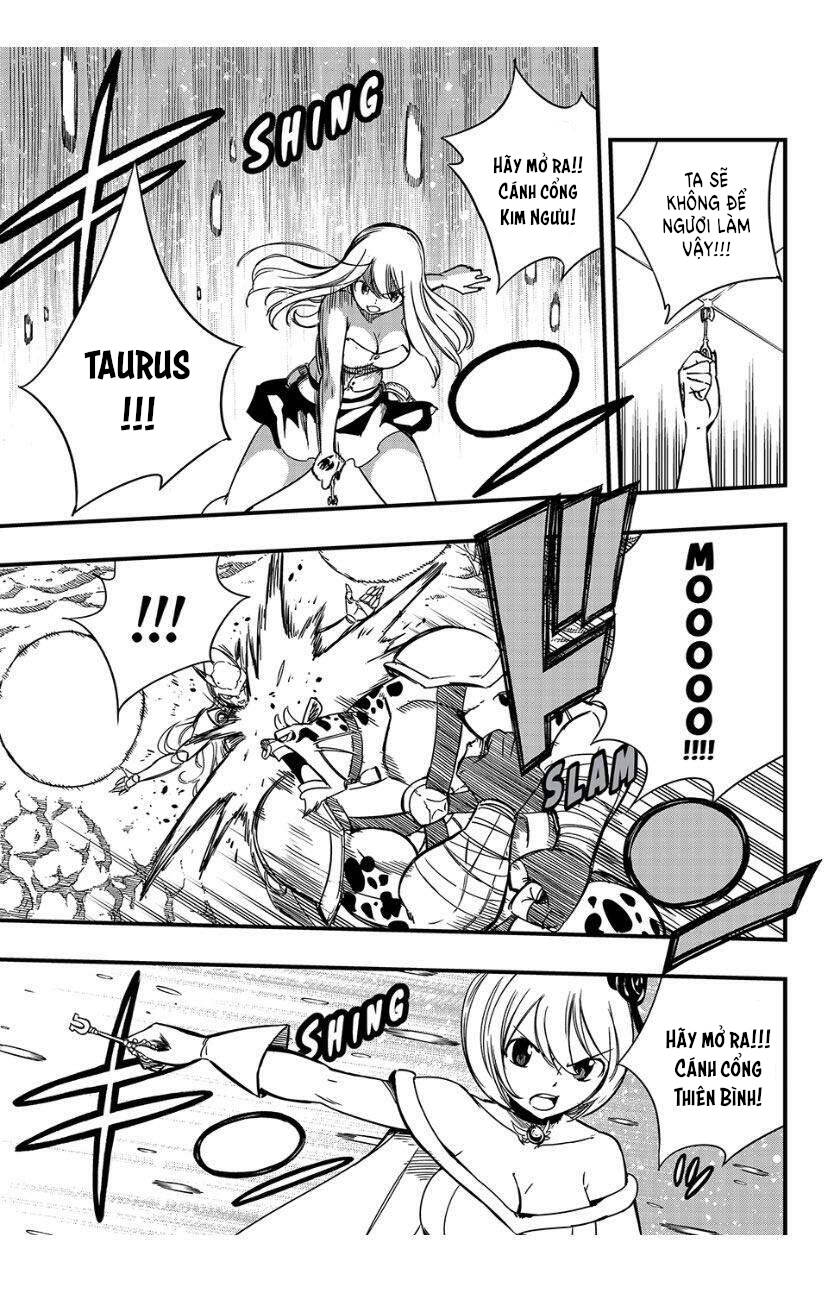 TA SẼ
KHÔNG ĐỂ
NGƯƠI LÀM
VẬY!!!
HÃY MỞ RA!!
CÁNH CỔNG
KIM NGƯU!
SHING
TAURUS
!!!
MOOOOO!!!!
!!!
SLAM
HÃY MỞ RA!!!
CÁNH CỔNG
THIÊN BÌNH!
SHING